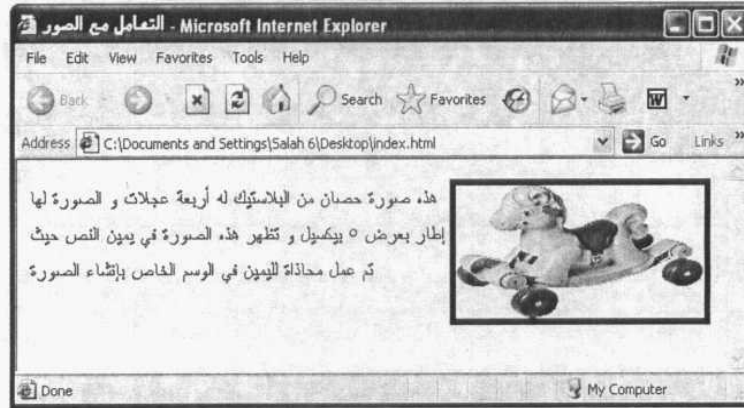 التعامل مع الصور - Microsoft Internet Explorer
File Edit View Favorites Tools Help
Back Search Favorites
Address C:\Documents and Settings\Salah 6\Desktop\index.html Go Links
هذه صورة حصان من البلاستيك له أربعة عجلات و الصورة لها
إطار بعرض ٥ بيكسيل و تظهر هذه الصورة في يمين النص حيث
تم عمل محاذاة لليمين في الوسم الخاص بإنشاء الصورة
Done My Computer